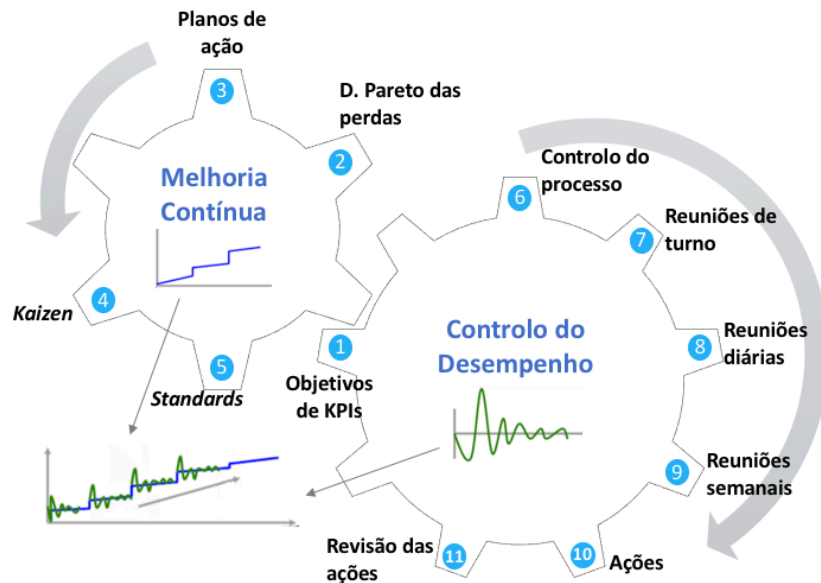 Planos de
ação
3
D. Pareto das
perdas
2
Melhoria
Contínua
4
Kaizen
5
Standards
1
Objetivos
de KPIs
Controlo do
processo
6
Reuniões de
turno
7
Controlo do
Desempenho
8
Reuniões
diárias
9
Reuniões
semanais
10
Ações
11
Revisão das
ações